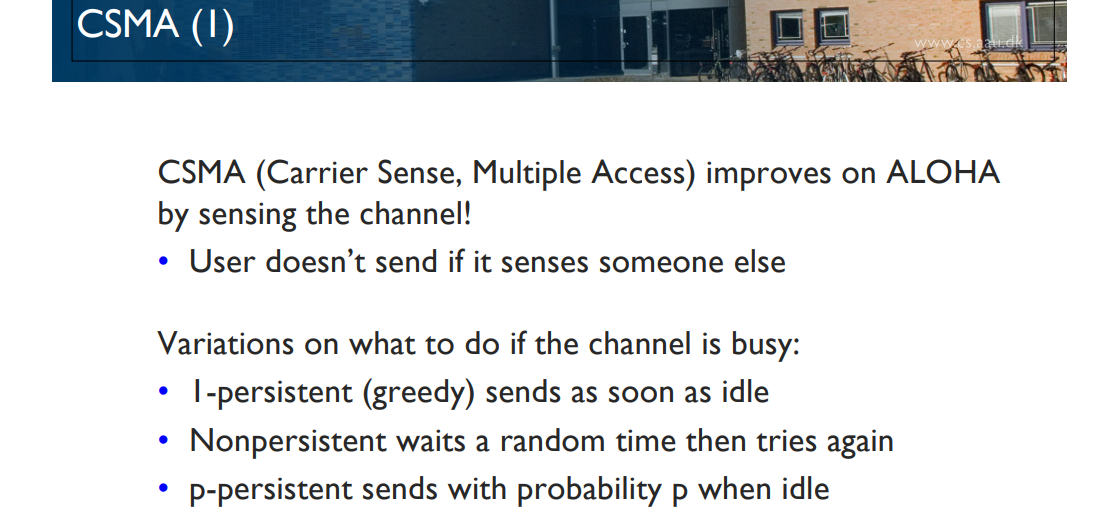 CSMA (1)
www.cs.aau.dk
CSMA (Carrier Sense, Multiple Access) improves on ALOHA
by sensing the channel!
• User doesn’t send if it senses someone else
Variations on what to do if the channel is busy:
• 1-persistent (greedy) sends as soon as idle
• Nonpersistent waits a random time then tries again
• p-persistent sends with probability p when idle